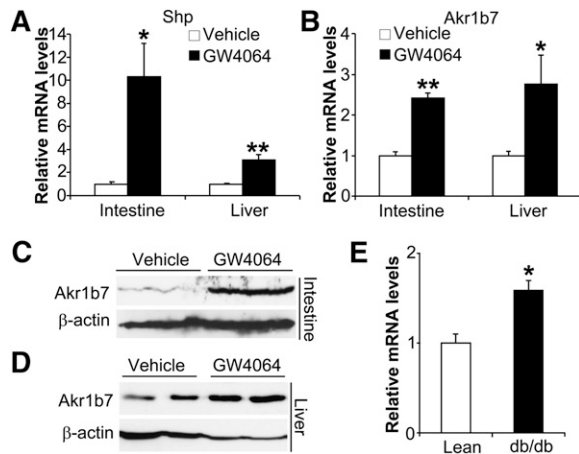 A
Shp
Vehicle
GW4064
Relative mRNA levels
14
12
10
8
6
4
2
0
*
**
Intestine
Liver
B
Akr1b7
Vehicle
GW4064
Relative mRNA levels
4
3
2
1
0
**
*
Intestine
Liver
C
Vehicle
GW4064
Akr1b7
β-actin
Intestine
D
Vehicle
GW4064
Akr1b7
β-actin
Liver
E
Relative mRNA levels
2
1
0
*
Lean
db/db